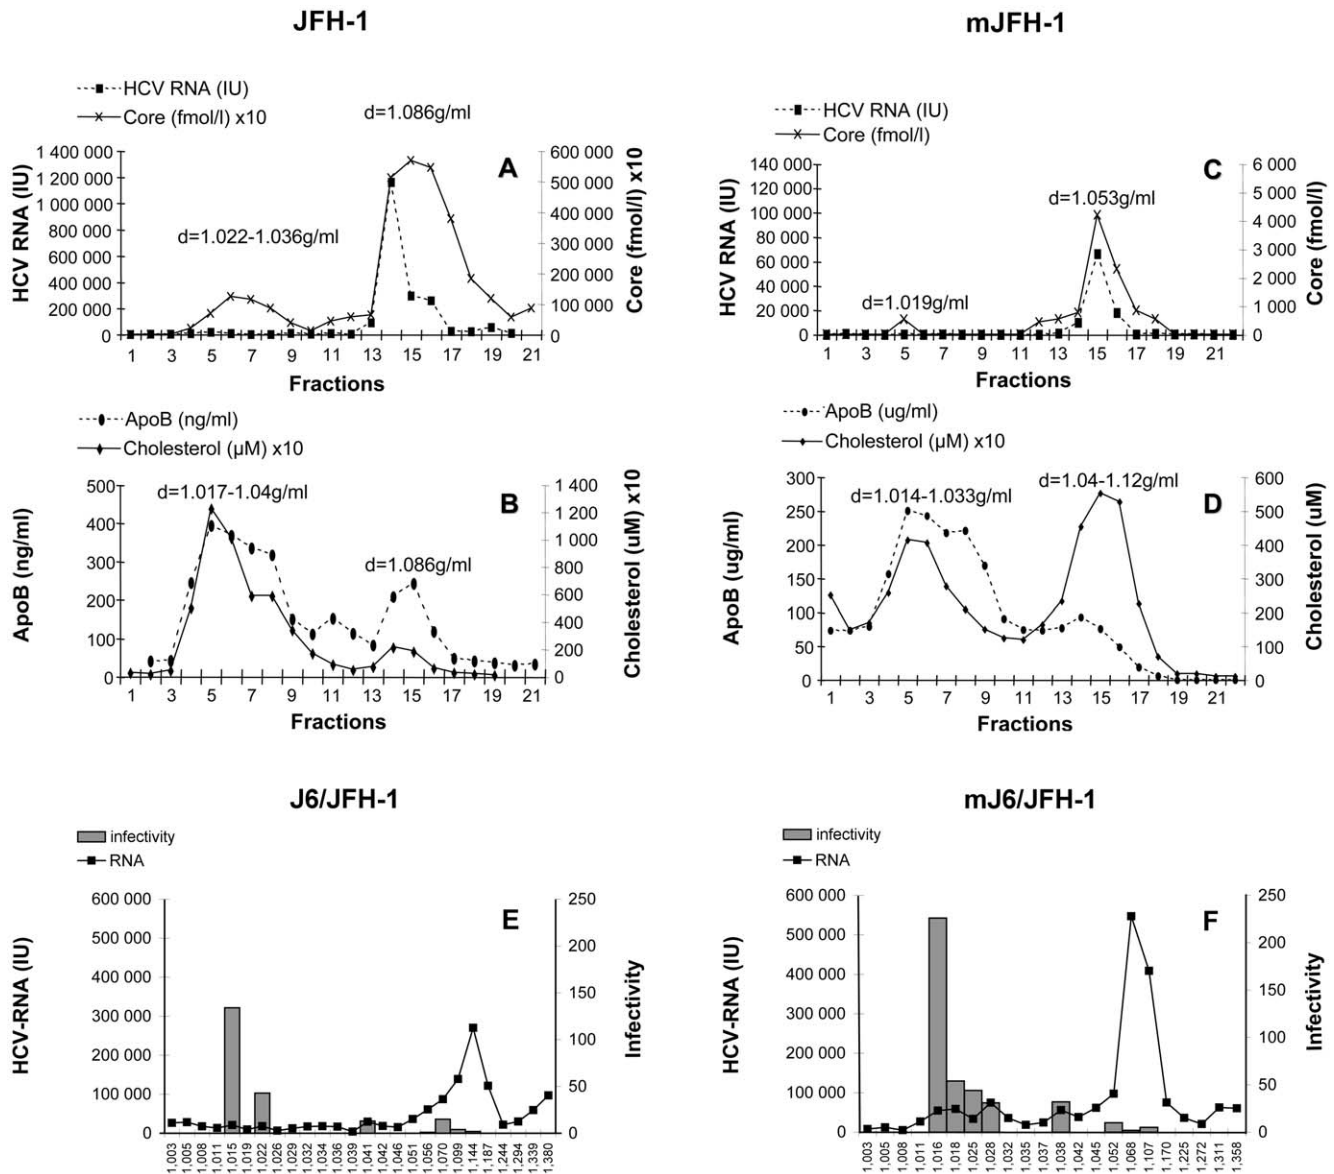 JFH-1
mJFH-1
HCV RNA (IU)
Core (fmol/l) x10
d=1.086g/ml
d=1.022-1.036g/ml
A
HCV RNA (IU)
1 400 000
1 200 000
1 000 000
800 000
600 000
400 000
200 000
0
600 000
500 000
400 000
300 000
200 000
100 000
0
Core (fmol/l) x10
1 3 5 7 9 11 13 15 17 19 21
Fractions
HCV RNA (IU)
Core (fmol/l)
d=1.053g/ml
d=1.019g/ml
C
HCV RNA (IU)
140 000
120 000
100 000
80 000
60 000
40 000
20 000
0
6 000
5 000
4 000
3 000
2 000
1 000
0
Core (fmol/l)
1 3 5 7 9 11 13 15 17 19 21
Fractions
ApoB (ng/ml)
Cholesterol (µM) x10
d=1.017-1.04g/ml
d=1.086g/ml
B
ApoB (ng/ml)
500
400
300
200
100
0
1 400
1 200
1 000
800
600
400
200
0
Cholesterol (uM) x10
1 3 5 7 9 11 13 15 17 19 21
Fractions
ApoB (ug/ml)
Cholesterol (µM) x10
d=1.014-1.033g/ml
d=1.04-1.12g/ml
D
ApoB (ug/ml)
300
250
200
150
100
50
0
600
500
400
300
200
100
0
Cholesterol (uM)
1 3 5 7 9 11 13 15 17 19 21
Fractions
J6/JFH-1
mJ6/JFH-1
infectivity
RNA
E
HCV-RNA (IU)
600 000
500 000
400 000
300 000
200 000
100 000
0
250
200
150
100
50
0
Infectivity
1.003 1.005 1.008 1.011 1.015 1.019 1.022 1.026 1.029 1.032 1.034 1.036 1.039 1.041 1.042 1.046 1.051 1.056 1.070 1.099 1.144 1.187 1.244 1.294 1.339 1.380
infectivity
RNA
F
HCV-RNA (IU)
600 000
500 000
400 000
300 000
200 000
100 000
0
250
200
150
100
50
0
Infectivity
1.003 1.005 1.008 1.011 1.016 1.018 1.025 1.028 1.032 1.035 1.037 1.038 1.042 1.045 1.052 1.068 1.107 1.170 1.225 1.272 1.311 1.358